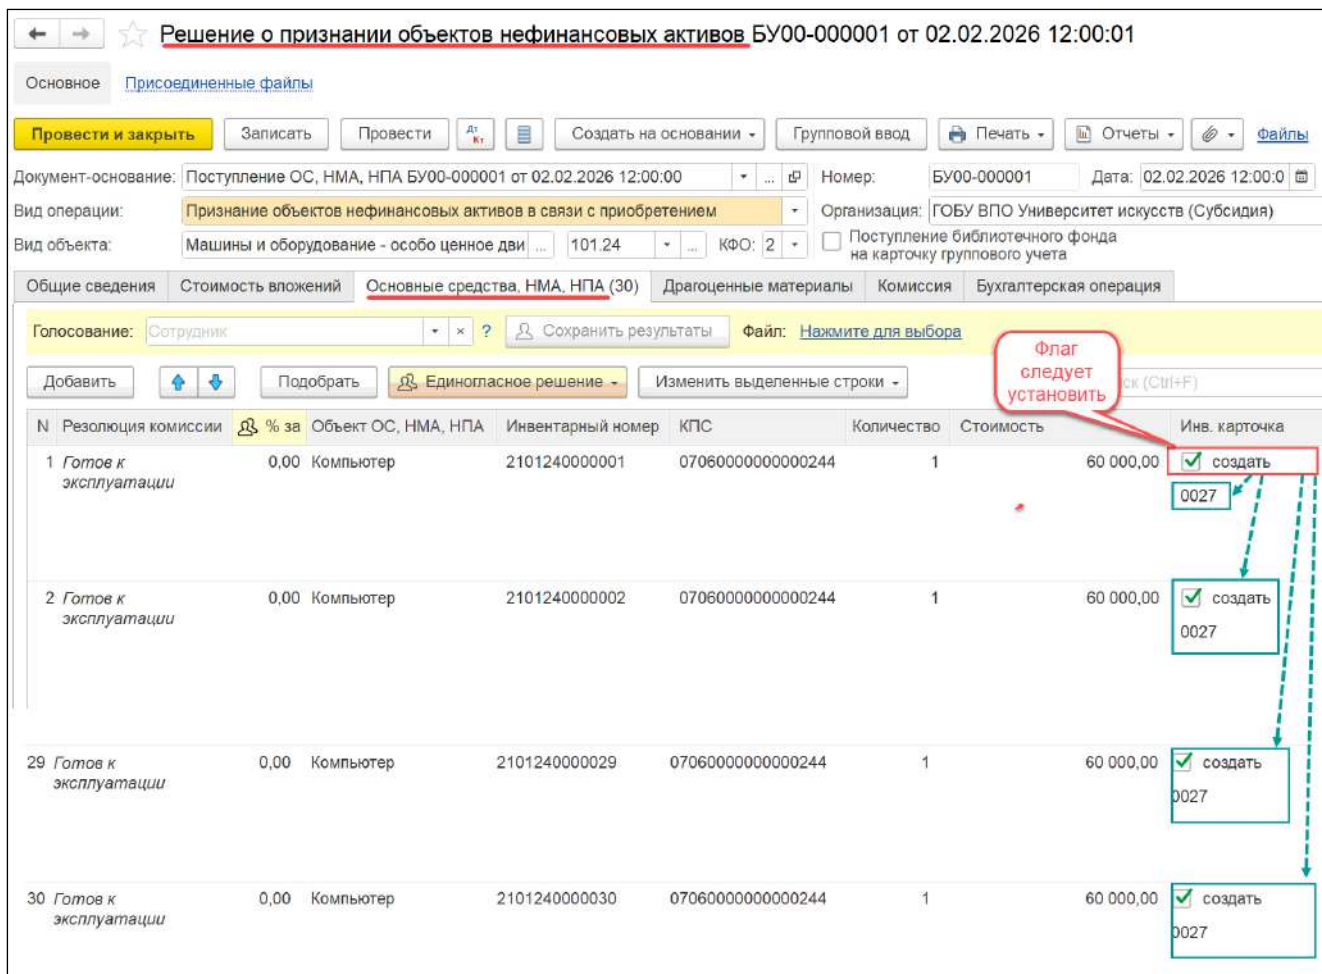 Решение о признании объектов нефинансовых активов БУ00-000001 от 02.02.2026 12:00:01
Основное Присоединенные файлы
Провести и закрыть Записать Провести Дт Кт Создать на основании Групповой ввод Печать Отчеты Файлы
Документ-основание: Поступление ОС, НМА, НПА БУ00-000001 от 02.02.2026 12:00:00 ... Номер: БУ00-000001 Дата: 02.02.2026 12:00:0
Вид операции: Признание объектов нефинансовых активов в связи с приобретением Организация: ГОБУ ВПО Университет искусств (Субсидия)
Вид объекта: Машины и оборудование - особо ценное дви ... 101.24 ... КФО: 2 Поступление библиотечного фонда
на карточку группового учета
Общие сведения Стоимость вложений Основные средства, НМА, НПА (30) Драгоценные материалы Комиссия Бухгалтерская операция
Голосование: Сотрудник × ? Сохранить результаты Файл: Нажмите для выбора
Флаг
следует
установить
Добавить Подобрать Единогласное решение Изменить выделенные строки (Ctrl+F)
N Резолюция комиссии % за Объект ОС, НМА, НПА Инвентарный номер КПС Количество Стоимость Инв. карточка
1 Готов к 0,00 Компьютер 2101240000001 07060000000000244 1 60 000,00 создать
эксплуатации
0027
2 Готов к 0,00 Компьютер 2101240000002 07060000000000244 1 60 000,00 создать
эксплуатации
0027
29 Готов к 0,00 Компьютер 2101240000029 07060000000000244 1 60 000,00 создать
эксплуатации
0027
30 Готов к 0,00 Компьютер 2101240000030 07060000000000244 1 60 000,00 создать
эксплуатации
0027